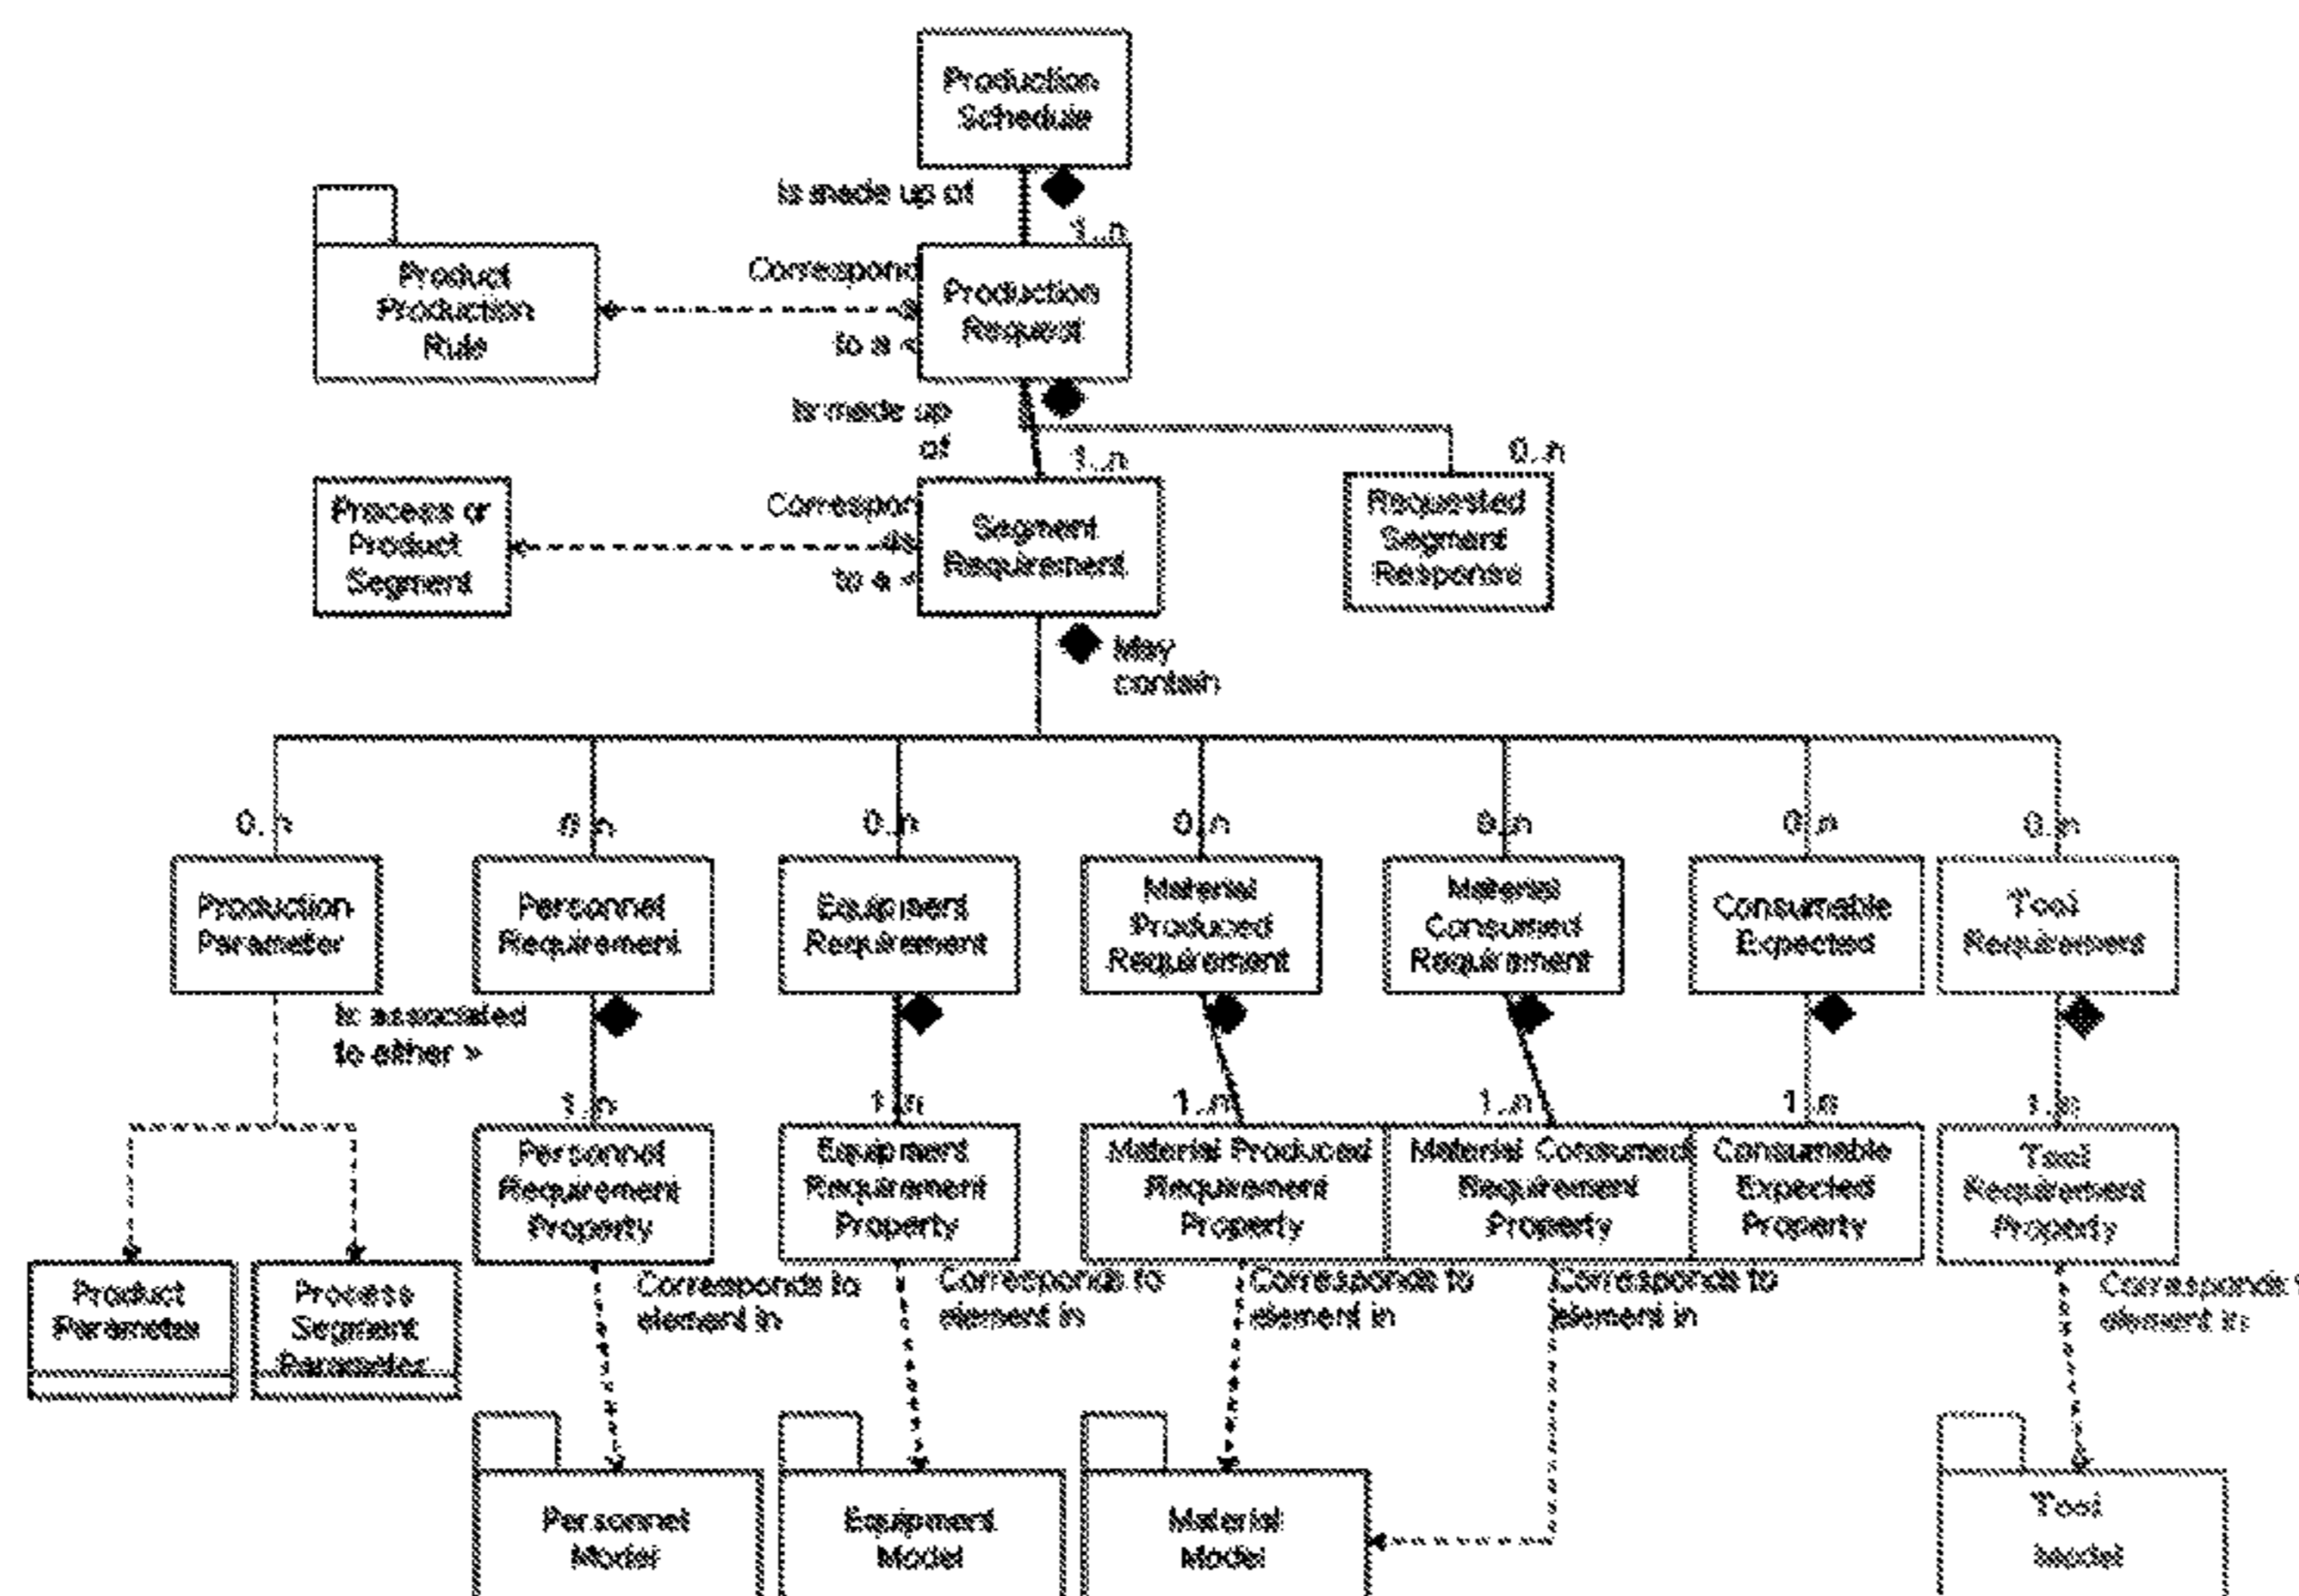 Production
Schedule
Is made up of
1..n
Product
Production
Rule
Correspond
to a <
Production
Request
Is made up
of
1..n
0..n
Process or
Product
Segment
Correspon
ds
to a <
Segment
Requirement
Requested
Segment
Response
May
contain
0..n
0..n
0..n
0..n
0..n
0..n
0..n
Production
Parameter
Personnel
Requirement
Equipment
Requirement
Material
Produced
Requirement
Material
Consumed
Requirement
Consumable
Expected
Tool
Requirement
Is associated
to either >
1..n
1..n
1..n
1..n
1..n
1..n
Personnel
Requirement
Property
Equipment
Requirement
Property
Material Produced
Requirement
Property
Material Consumed
Requirement
Property
Consumable
Expected
Property
Tool
Requirement
Property
Product
Parameter
Process
Segment
Parameter
Corresponds to
element in
Corresponds to
element in
Corresponds to
element in
Corresponds to
element in
Corresponds
element in
Personnel
Model
Equipment
Model
Material
Model
Tool
Model